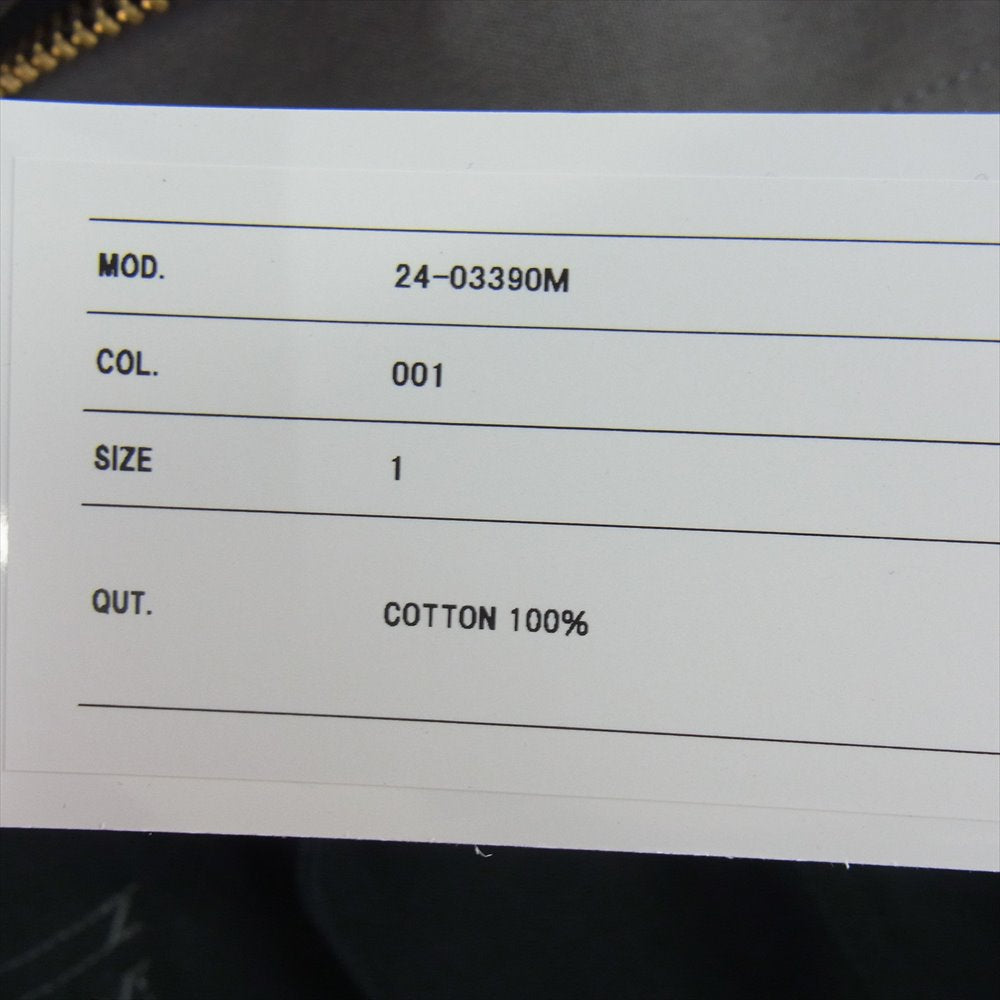 MOD. 24-03390M
COL. 001
SIZE 1
QUT. COTTON 100%